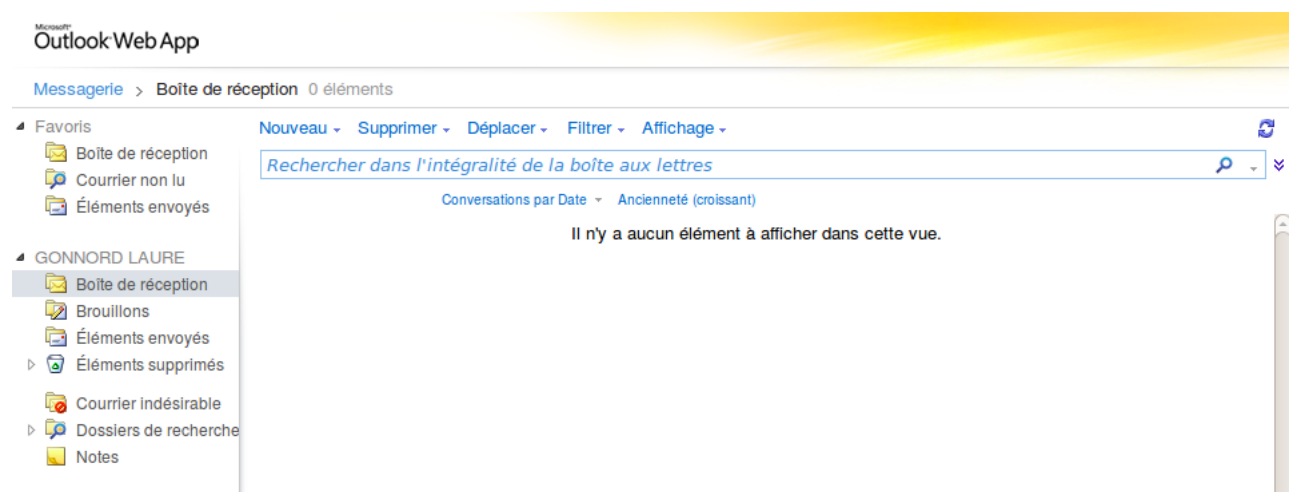 Microsoft®
Outlook Web App
Messagerie > Boîte de réception 0 éléments
Favoris
Boîte de réception
Courrier non lu
Éléments envoyés
GONNORD LAURE
Boîte de réception
Brouillons
Éléments envoyés
Éléments supprimés
Courrier indésirable
Dossiers de recherche
Notes
Nouveau Supprimer Déplacer Filtrer Affichage
Rechercher dans l'intégralité de la boîte aux lettres
Conversations par Date Ancienneté (croissant)
Il n'y a aucun élément à afficher dans cette vue.